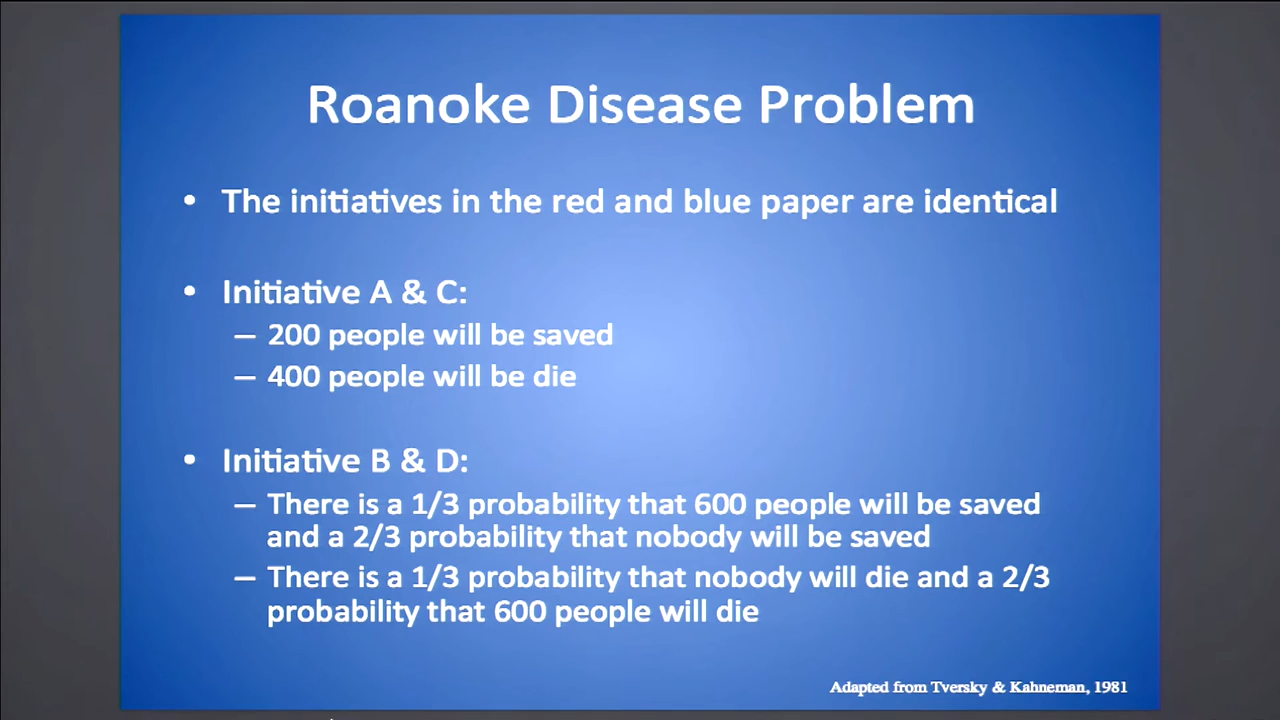 Roanoke Disease Problem
• The initiatives in the red and blue paper are identical
• Initiative A & C:
– 200 people will be saved
– 400 people will be die
• Initiative B & D:
– There is a 1/3 probability that 600 people will be saved
and a 2/3 probability that nobody will be saved
– There is a 1/3 probability that nobody will die and a 2/3
probability that 600 people will die
Adapted from Tversky & Kahneman, 1981